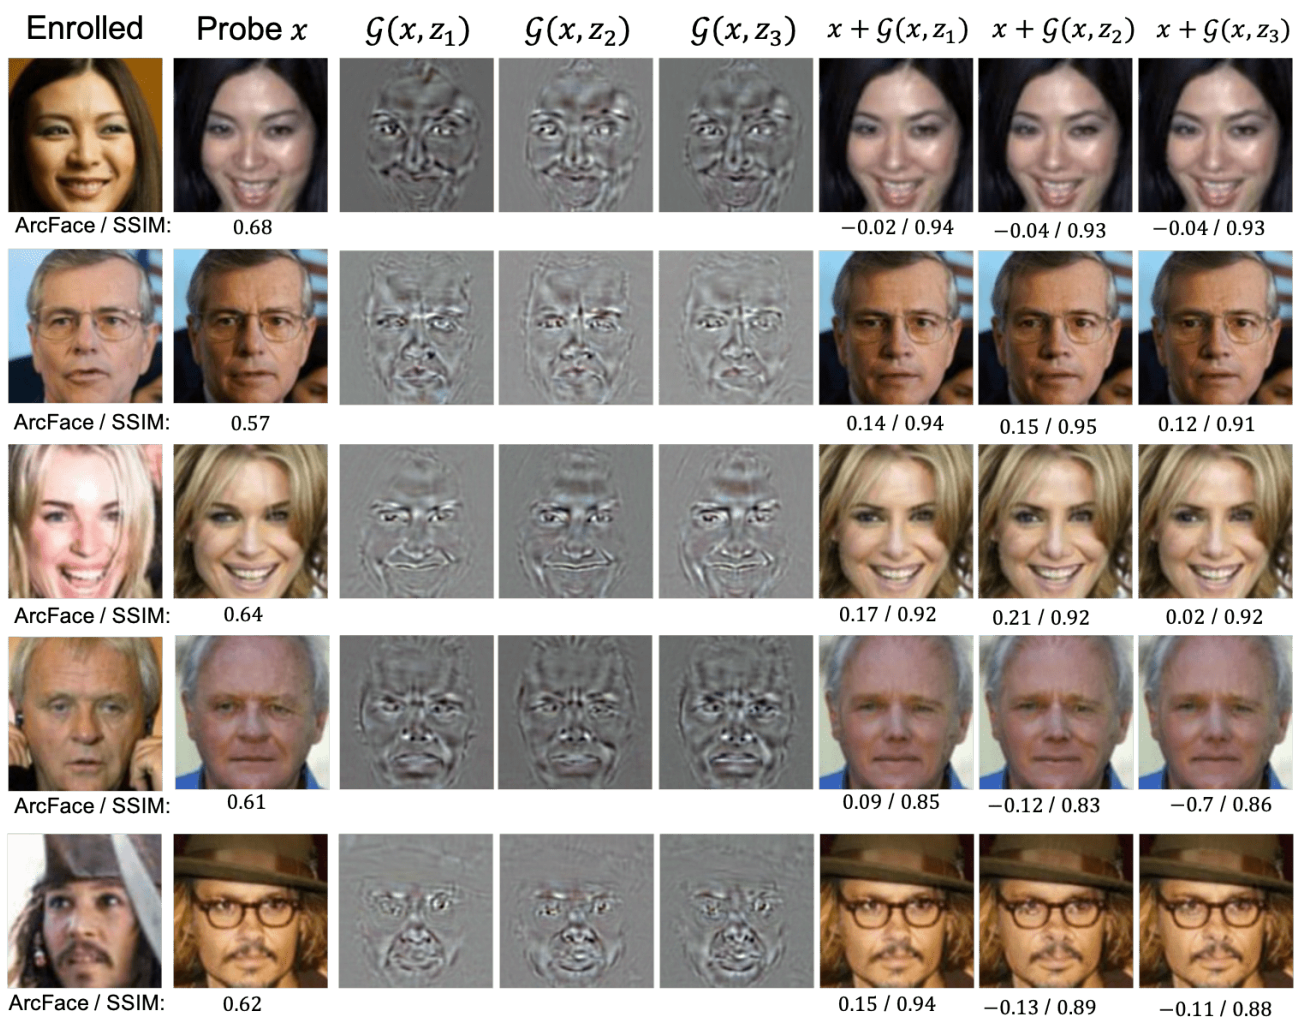 Enrolled Probe x 𝒢(x, z₁) 𝒢(x, z₂) 𝒢(x, z₃) x + 𝒢(x, z₁) x + 𝒢(x, z₂) x + 𝒢(x, z₃)
ArcFace / SSIM: 0.68 −0.02 / 0.94 −0.04 / 0.93 −0.04 / 0.93
ArcFace / SSIM: 0.57 0.14 / 0.94 0.15 / 0.95 0.12 / 0.91
ArcFace / SSIM: 0.64 0.17 / 0.92 0.21 / 0.92 0.02 / 0.92
ArcFace / SSIM: 0.61 0.09 / 0.85 −0.12 / 0.83 −0.7 / 0.86
ArcFace / SSIM: 0.62 0.15 / 0.94 −0.13 / 0.89 −0.11 / 0.88